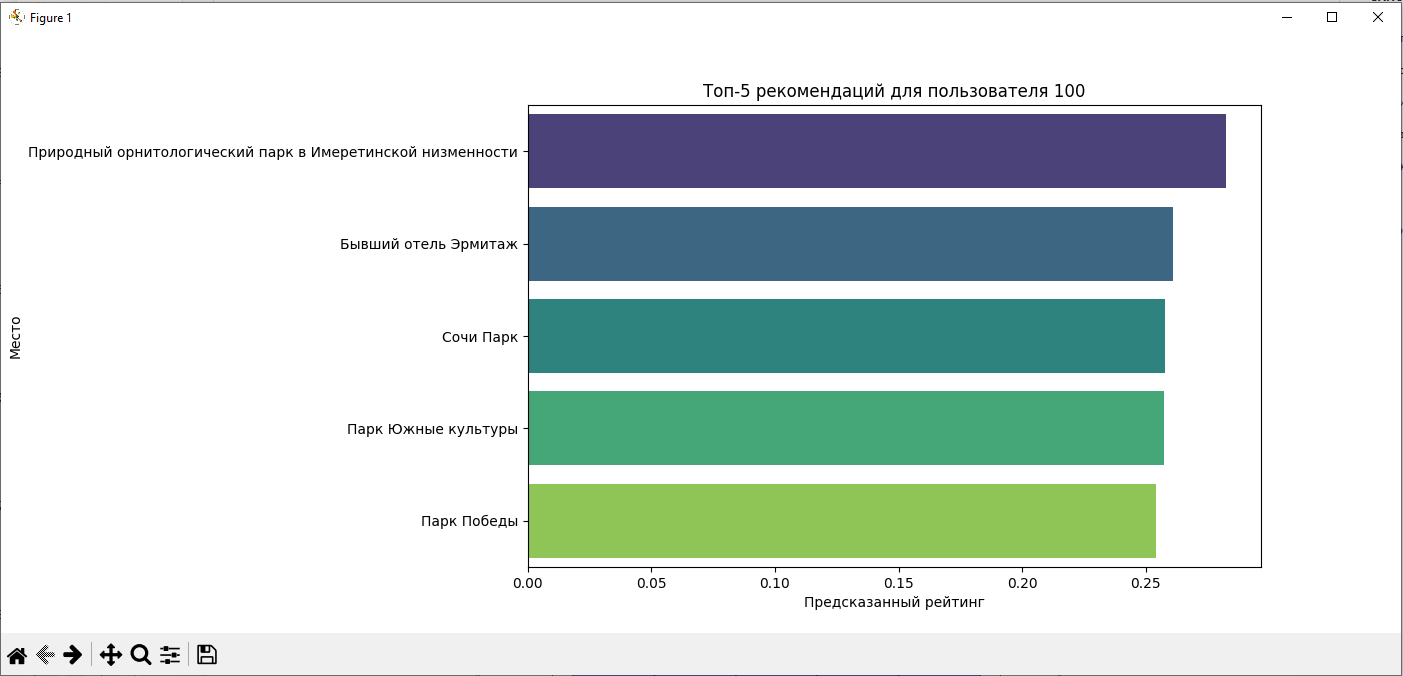 Figure 1
Топ-5 рекомендаций для пользователя 100
Природный орнитологический парк в Имеретинской низменности
Бывший отель Эрмитаж
Сочи Парк
Парк Южные культуры
Парк Победы
Место
0.00 0.05 0.10 0.15 0.20 0.25
Предсказанный рейтинг